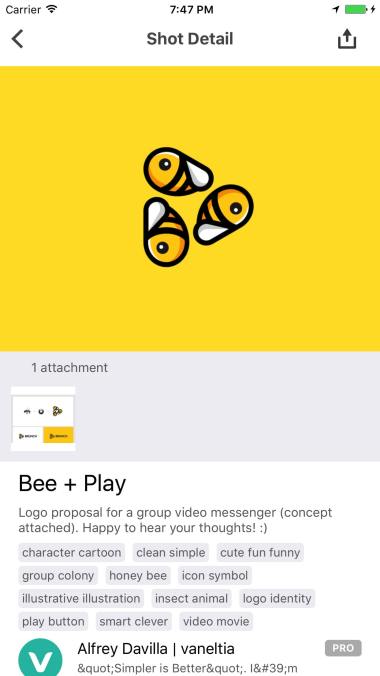 Carrier 7:47 PM
Shot Detail
1 attachment
Bee + Play
Logo proposal for a group video messenger (concept
attached). Happy to hear your thoughts! :)
character cartoon clean simple cute fun funny
group colony honey bee icon symbol
illustrative illustration insect animal logo identity
play button smart clever video movie
Alfrey Davilla | vaneltia PRO
&quot;Simpler is Better&quot;. I&#39;m